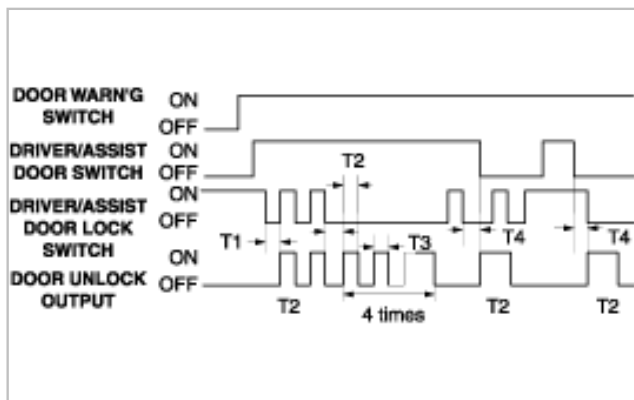 DOOR WARN'G
SWITCH
ON
OFF
DRIVER/ASSIST
DOOR SWITCH
ON
OFF
T2
DRIVER/ASSIST
DOOR LOCK
SWITCH
ON
OFF
T1
T3
T4
T4
DOOR UNLOCK
OUTPUT
ON
OFF
T2
4 times
T2
T2